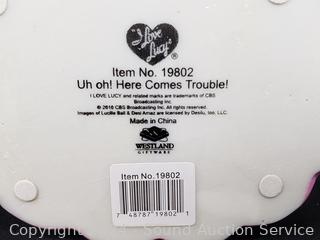 "I Love
Lucy"
®
Item No. 19802
Uh oh! Here Comes Trouble!
I LOVE LUCY and related marks are trademarks of CBS
Broadcasting Inc.
© 2010 CBS Broadcasting Inc. All rights reserved.
Images of Lucille Ball & Desi Arnaz are licensed by Desilu, too, LLC.
Made in China
WESTLAND
GIFTWARE
Item No.19802
7 48787 19802 1
Sound Auction Service